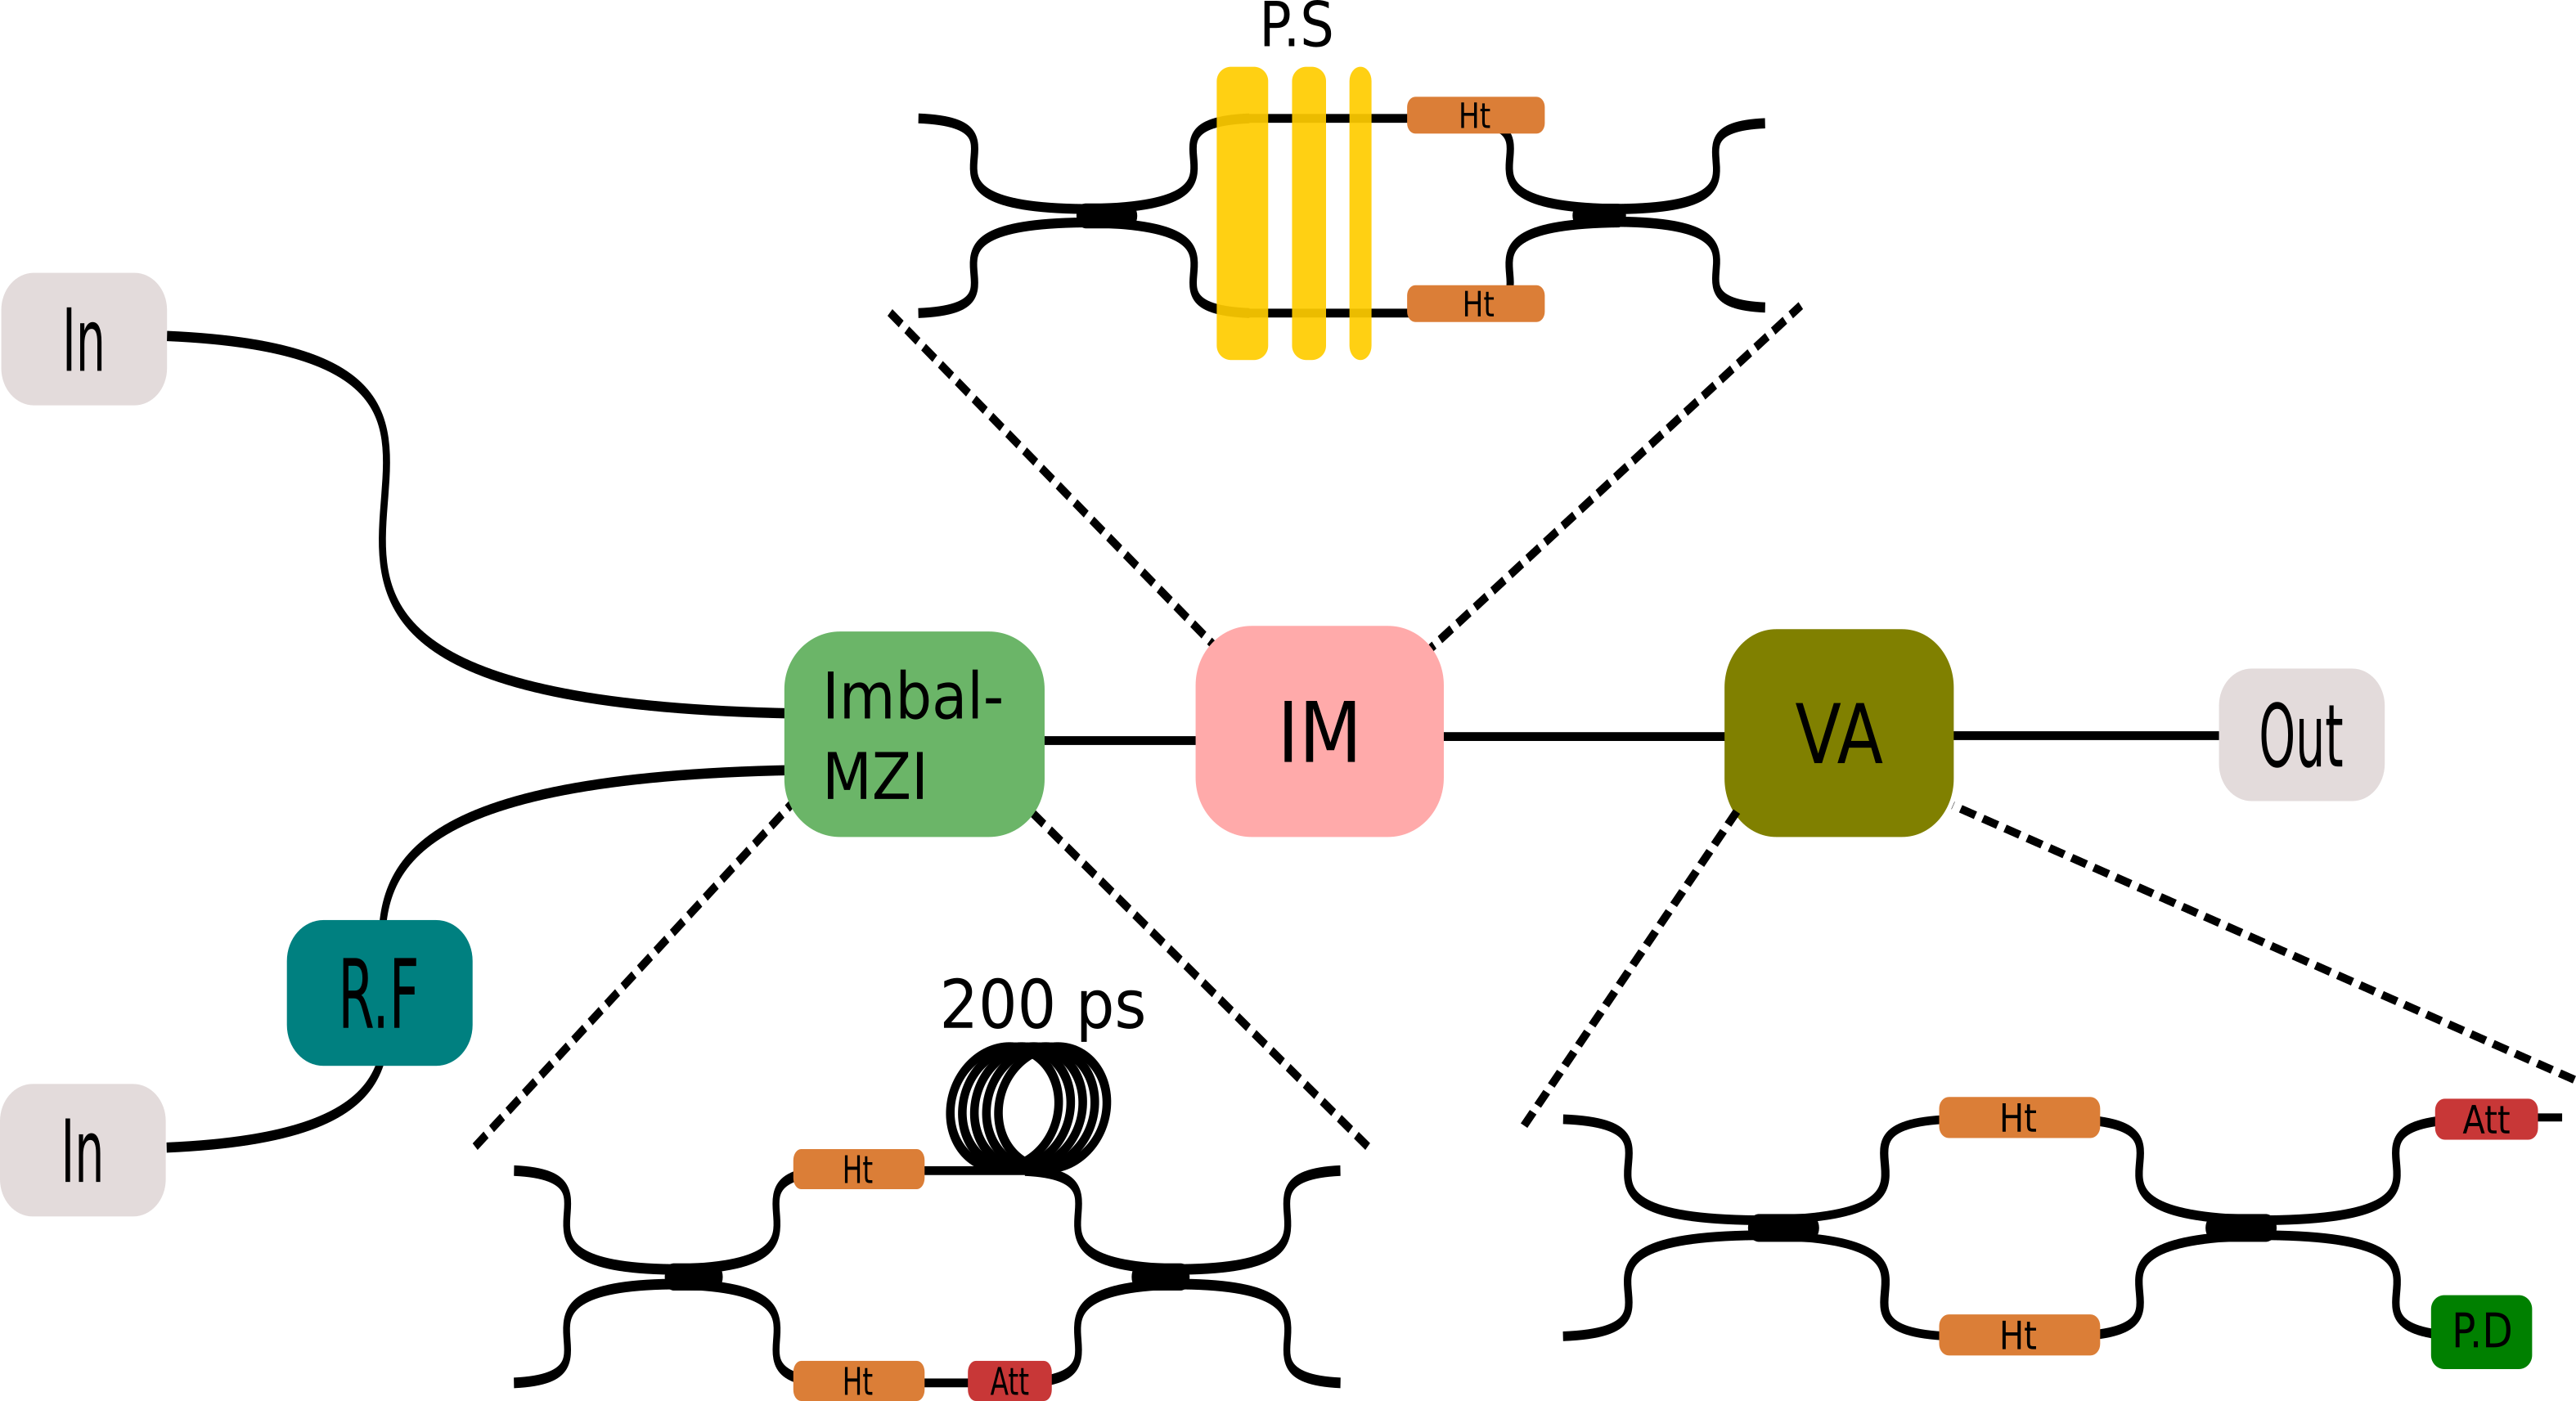 P.S
Ht
Ht
In
Imbal-
MZI
IM
VA
Out
R.F
In
200 ps
Ht
Ht
Att
Ht
Att
Ht
P.D